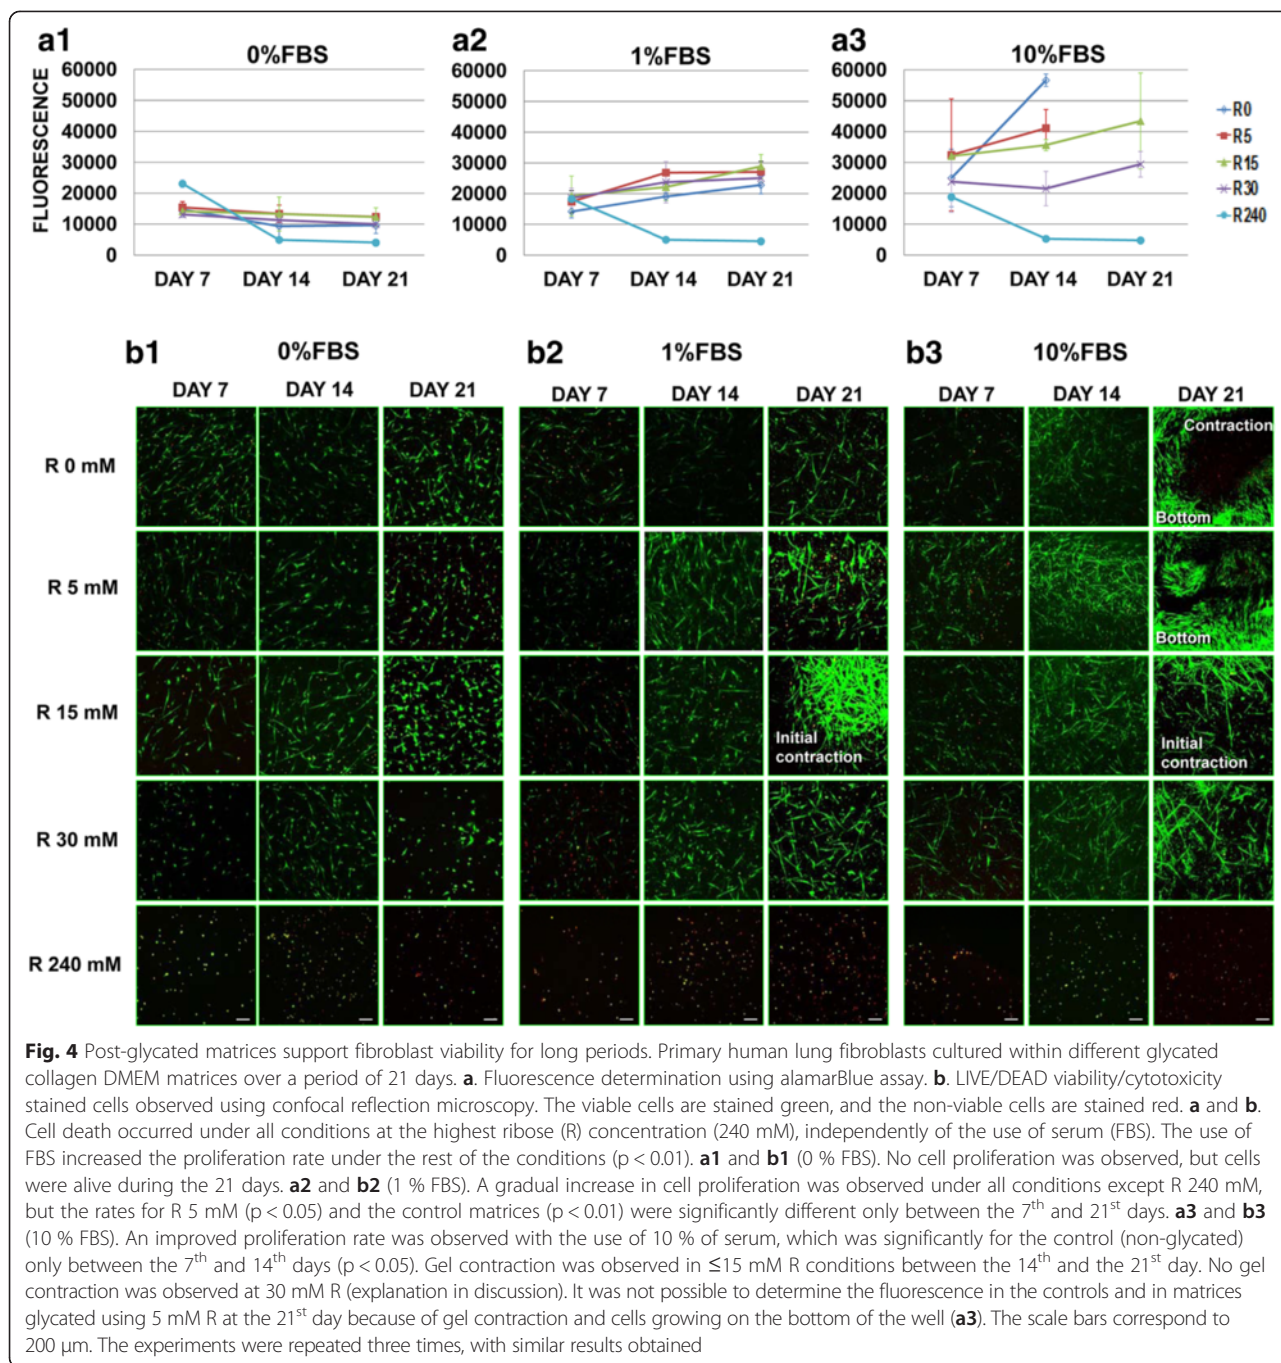 a1
0%FBS
a2
1%FBS
a3
10%FBS
FLUORESCENCE
60000
50000
40000
30000
20000
10000
0
DAY 7 DAY 14 DAY 21
60000
50000
40000
30000
20000
10000
0
DAY 7 DAY 14 DAY 21
60000
50000
40000
30000
20000
10000
0
DAY 7 DAY 14 DAY 21
R0
R5
R15
R30
R240
b1 0%FBS
DAY 7 DAY 14 DAY 21
b2 1%FBS
DAY 7 DAY 14 DAY 21
b3 10%FBS
DAY 7 DAY 14 DAY 21
R 0 mM
Contraction
Bottom
R 5 mM
Bottom
R 15 mM
Initial
contraction
Initial
contraction
R 30 mM
R 240 mM
Fig. 4 Post-glycated matrices support fibroblast viability for long periods. Primary human lung fibroblasts cultured within different glycated
collagen DMEM matrices over a period of 21 days. a. Fluorescence determination using alamarBlue assay. b. LIVE/DEAD viability/cytotoxicity
stained cells observed using confocal reflection microscopy. The viable cells are stained green, and the non-viable cells are stained red. a and b.
Cell death occurred under all conditions at the highest ribose (R) concentration (240 mM), independently of the use of serum (FBS). The use of
FBS increased the proliferation rate under the rest of the conditions (p < 0.01). a1 and b1 (0 % FBS). No cell proliferation was observed, but cells
were alive during the 21 days. a2 and b2 (1 % FBS). A gradual increase in cell proliferation was observed under all conditions except R 240 mM,
but the rates for R 5 mM (p < 0.05) and the control matrices (p < 0.01) were significantly different only between the 7th and 21st days. a3 and b3
(10 % FBS). An improved proliferation rate was observed with the use of 10 % of serum, which was significantly for the control (non-glycated)
only between the 7th and 14th days (p < 0.05). Gel contraction was observed in ≤15 mM R conditions between the 14th and the 21st day. No gel
contraction was observed at 30 mM R (explanation in discussion). It was not possible to determine the fluorescence in the controls and in matrices
glycated using 5 mM R at the 21st day because of gel contraction and cells growing on the bottom of the well (a3). The scale bars correspond to
200 μm. The experiments were repeated three times, with similar results obtained